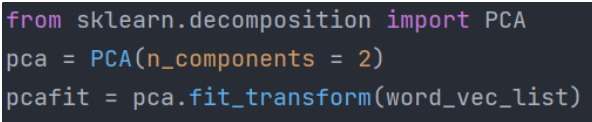 from sklearn.decomposition import PCA
pca = PCA(n_components = 2)
pcafit = pca.fit_transform(word_vec_list)